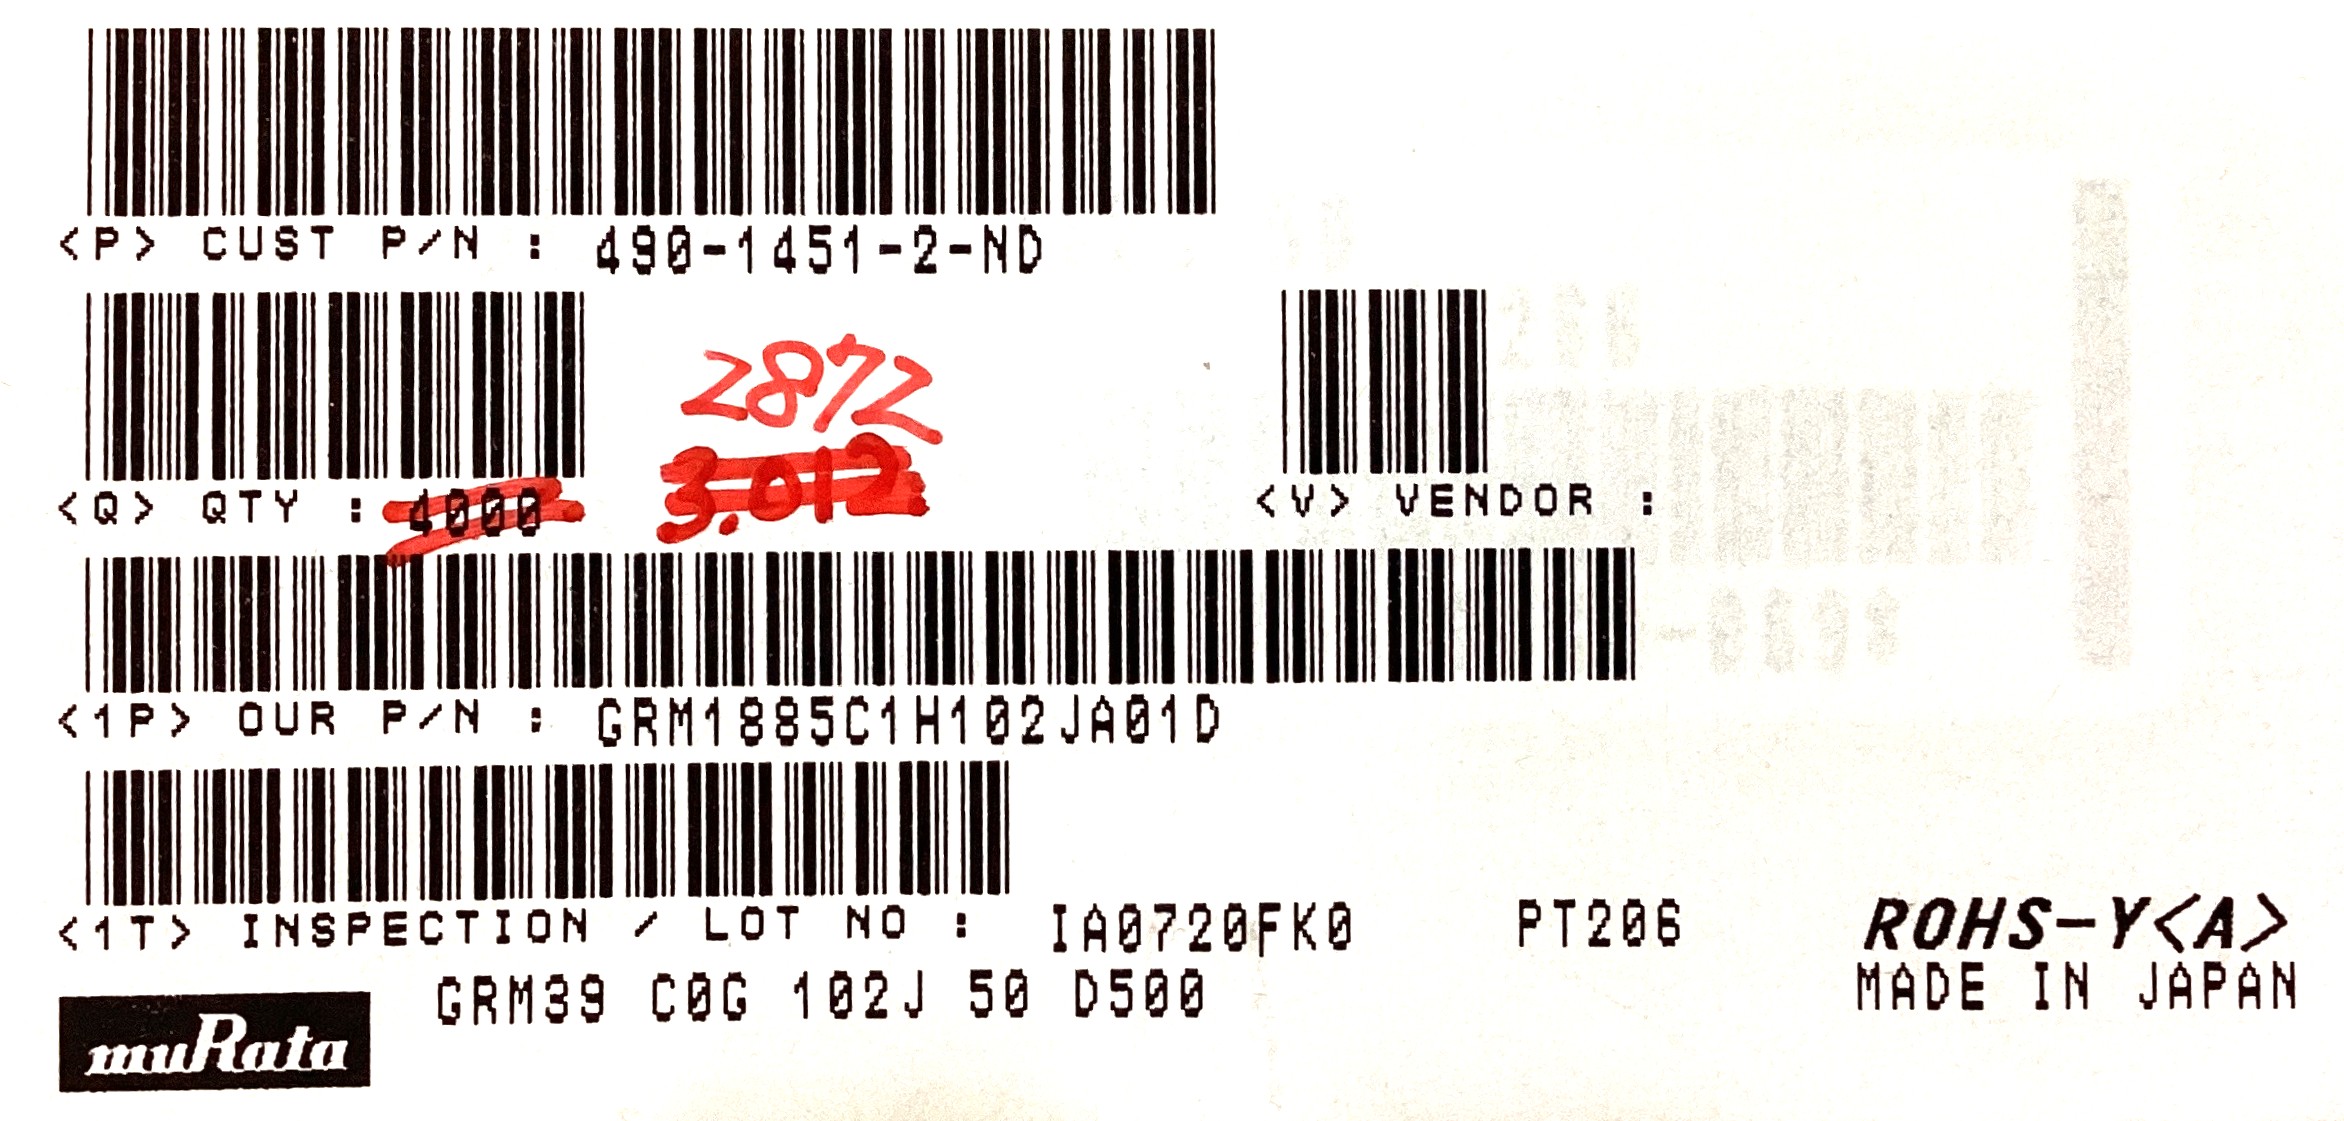 <P> CUST P/N : 490-1451-2-ND
2872
<Q> QTY : 4000 3.012
<V> VENDOR :
<1P> OUR P/N : GRM1885C1H102JA01D
<1T> INSPECTION / LOT NO : IA0720FK0 PT206 ROHS-Y<A>
GRM39 C0G 102J 50 D500 MADE IN JAPAN
muRata